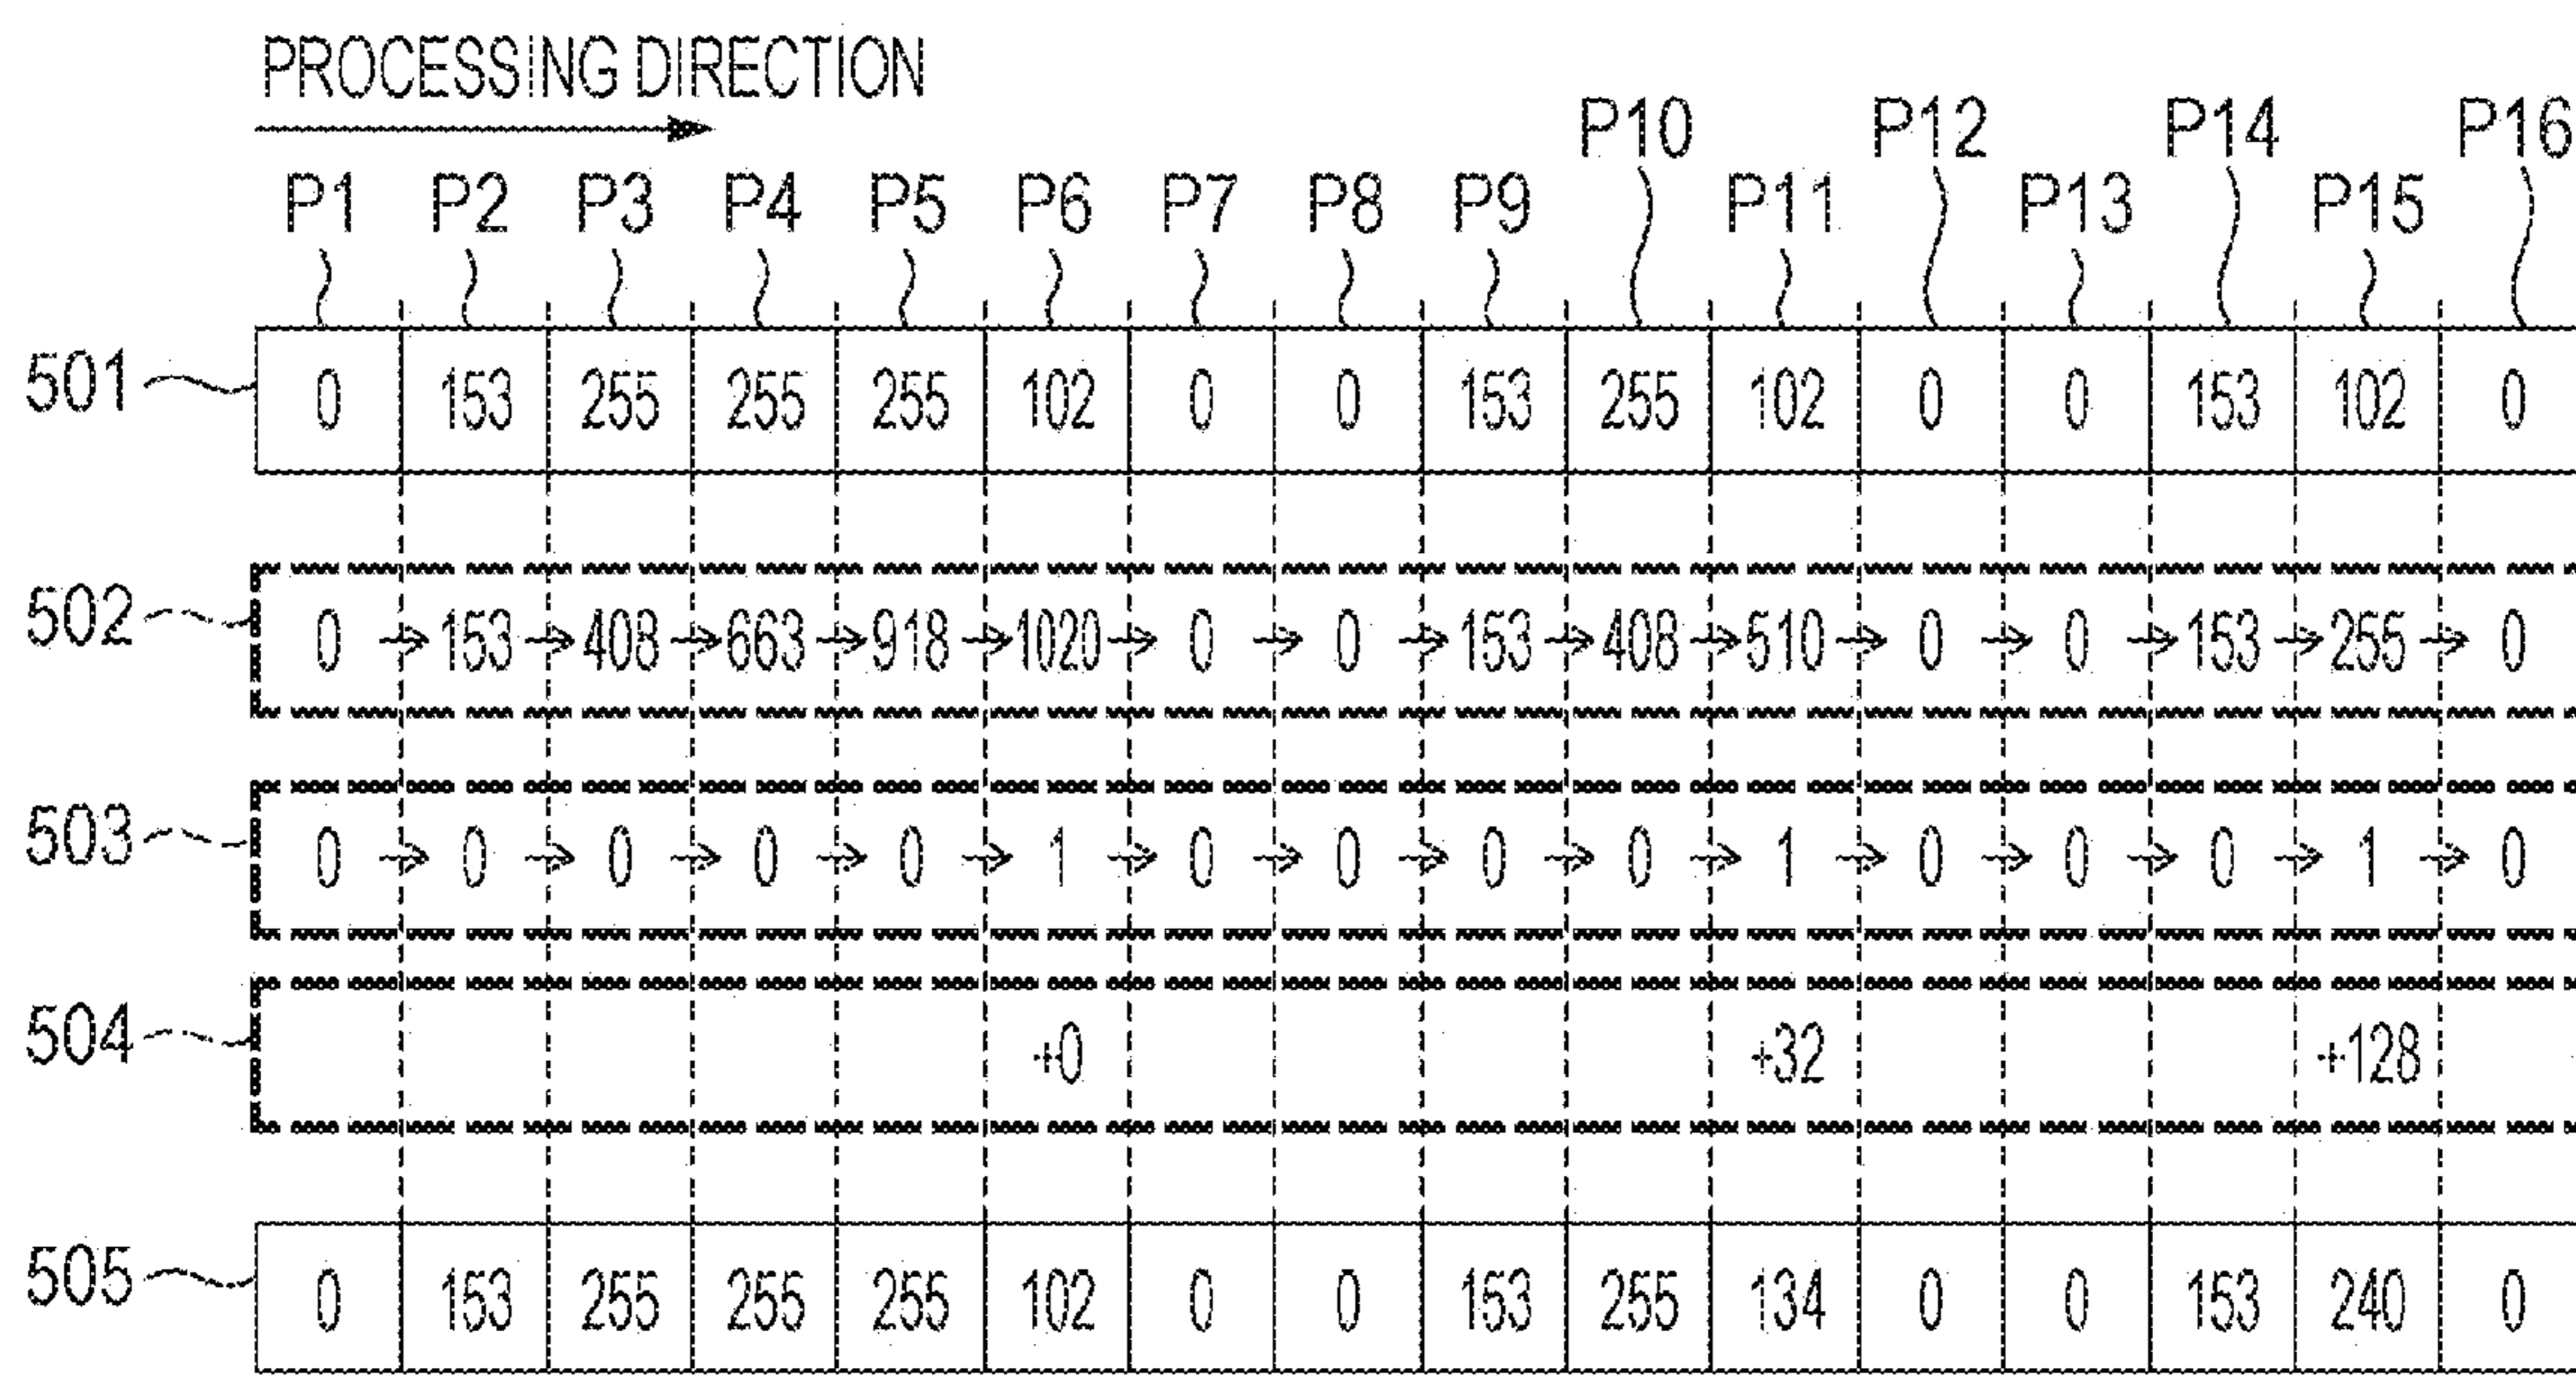 PROCESSING DIRECTION
P10 P12 P14 P16
P1 P2 P3 P4 P5 P6 P7 P8 P9 P11 P13 P15
501 0 153 255 255 255 102 0 0 153 255 102 0 0 153 102 0
502 0 → 153 → 408 → 663 → 918 → 1020 → 0 → 0 → 153 → 408 → 510 → 0 → 0 → 153 → 255 → 0
503 0 → 0 → 0 → 0 → 0 → 1 → 0 → 0 → 0 → 0 → 1 → 0 → 0 → 0 → 1 → 0
504 +0 +32 +128
505 0 153 255 255 255 102 0 0 153 255 134 0 0 153 240 0